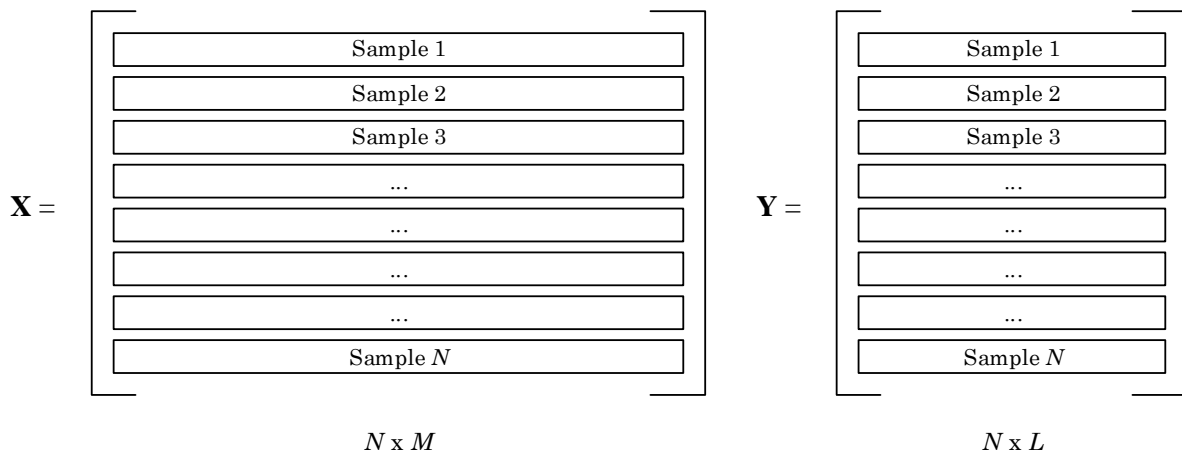 Sample 1
Sample 2
Sample 3
...
...
...
...
Sample N
X =
N x M
Sample 1
Sample 2
Sample 3
...
...
...
...
Sample N
Y =
N x L